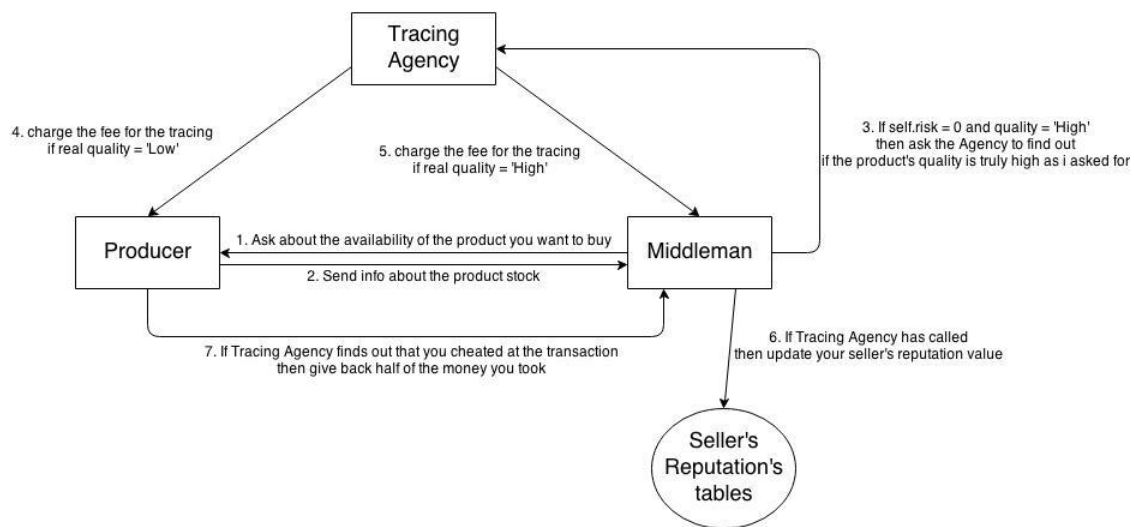 Tracing
Agency
4. charge the fee for the tracing
if real quality = 'Low'
5. charge the fee for the tracing
if real quality = 'High'
3. If self.risk = 0 and quality = 'High'
then ask the Agency to find out
if the product's quality is truly high as i asked for
Producer
1. Ask about the availability of the product you want to buy
2. Send info about the product stock
Middleman
7. If Tracing Agency finds out that you cheated at the transaction
then give back half of the money you took
6. If Tracing Agency has called
then update your seller's reputation value
Seller's
Reputation's
tables